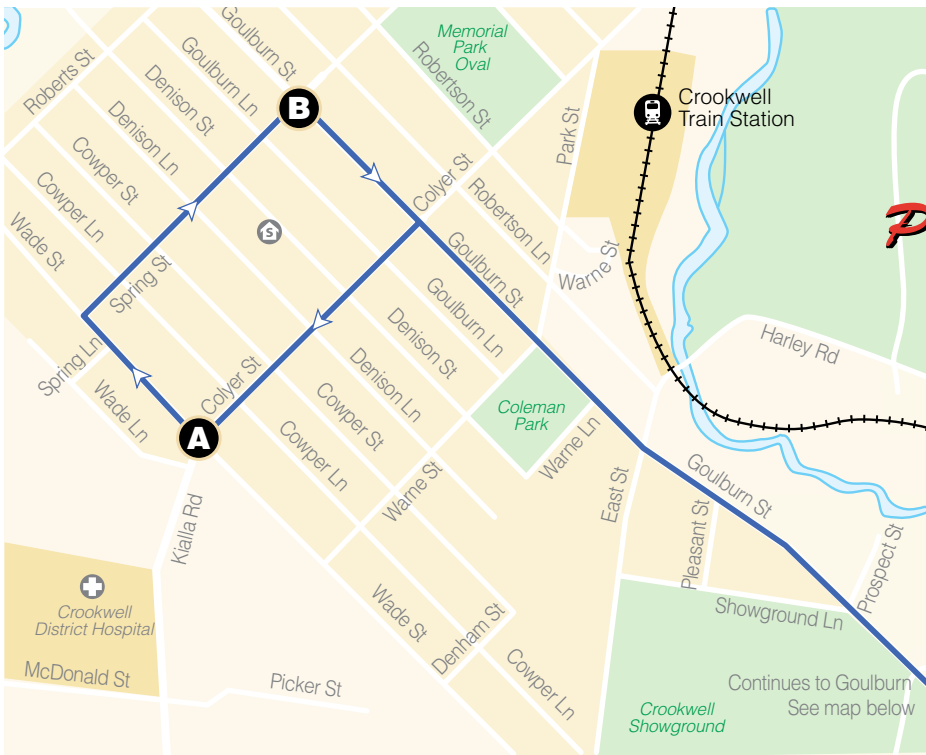 Goulburn St
Memorial
Park
Oval
Roberts St
Goulburn Ln
Robertson St
Denison St
B
Crookwell
Train Station
Park St
Denison Ln
Cowper St
Colyer St
Cowper Ln
Robertson Ln
P
Wade St
S
Spring St
Goulburn St
Warne St
Goulburn Ln
Harley Rd
Denison St
Spring Ln
Colyer St
Denison Ln
Wade Ln
Cowper St
Coleman
Park
A
Cowper Ln
Warne Ln
Warne St
East St
Goulburn St
Kialla Rd
Pleasant St
Prospect St
Crookwell
District Hospital
Wade St
Showground Ln
Denham St
McDonald St
Picker St
Cowper Ln
Continues to Goulburn
See map below
Crookwell
Showground